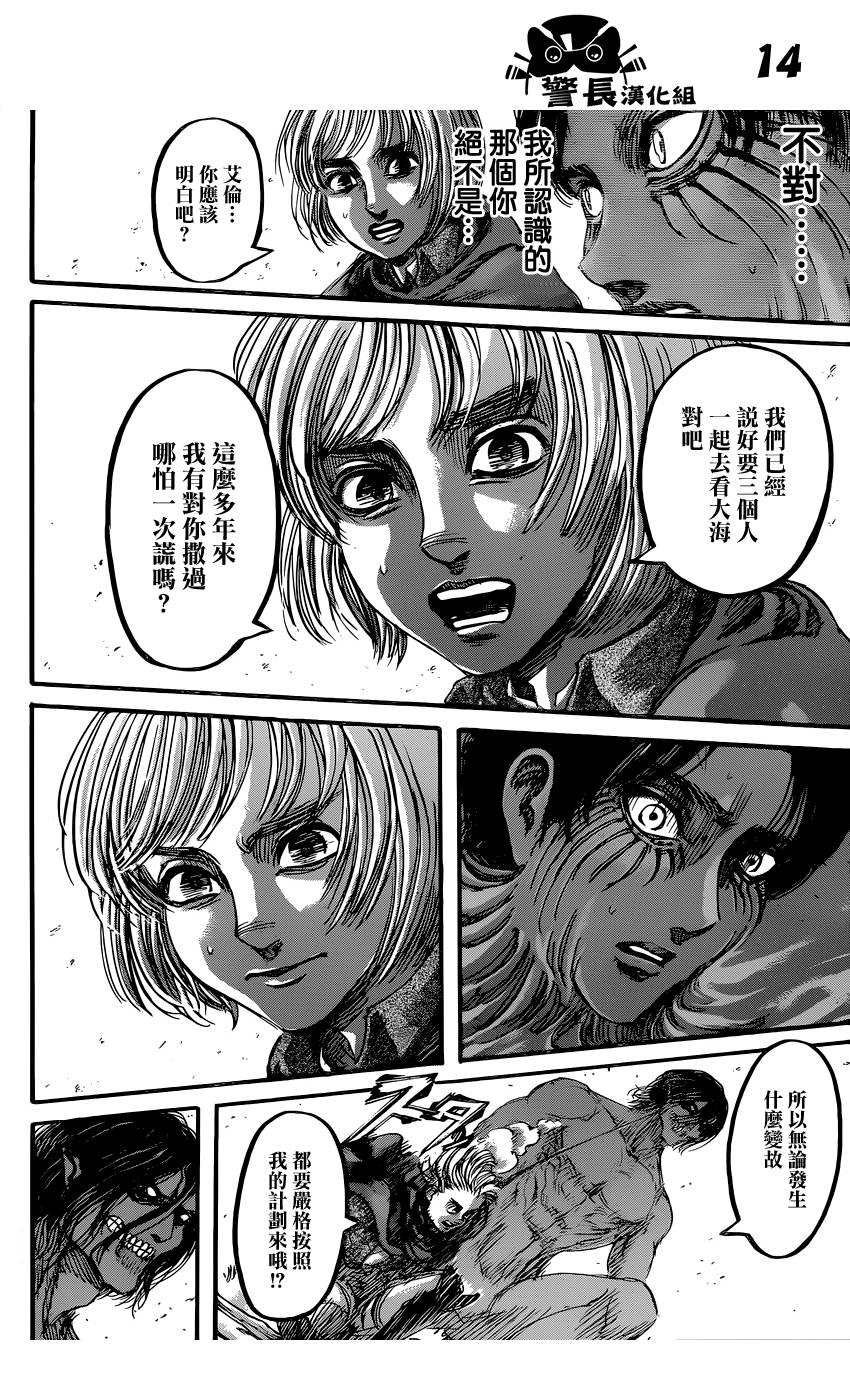 14
警長漢化組
不對……
我所認識的
那個你
絕不是…
艾倫…
你應該
明白吧？
我們已經
説好要三個人
一起去看大海
對吧
這麼多年來
我有對你撒過
哪怕一次謊嗎？
所以無論發生
什麼變故
都要嚴格按照
我的計劃來哦!?